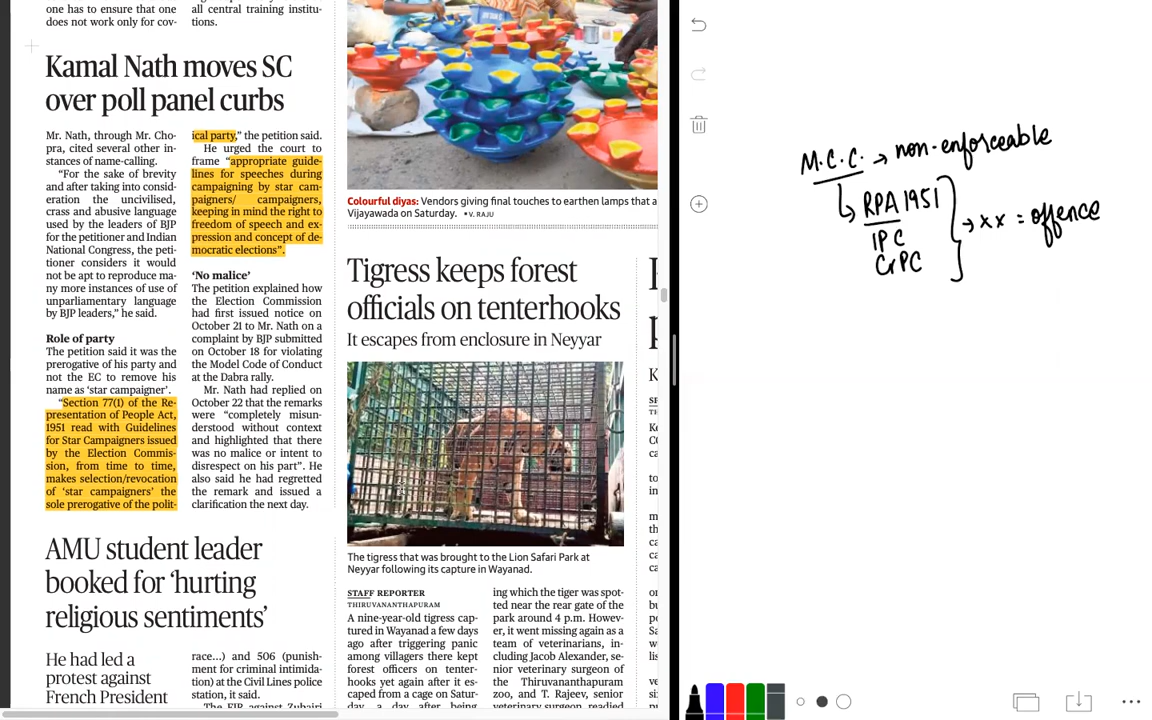 one has to ensure that one
does not work only for cov-
all central training institu-
tions.
Kamal Nath moves SC
over poll panel curbs
Mr. Nath, through Mr. Cho-
pra, cited several other in-
stances of name-calling.
“For the sake of brevity
and after taking into consid-
eration the uncivilised,
crass and abusive language
used by the leaders of BJP
for the petitioner and Indian
National Congress, the peti-
tioner considers it would
not be apt to reproduce ma-
ny more instances of use of
unparliamentary language
by BJP leaders,” he said.
Role of party
The petition said it was the
prerogative of his party and
not the EC to remove his
name as ‘star campaigner’.
“Section 77(1) of the Re-
presentation of People Act,
1951 read with Guidelines
for Star Campaigners issued
by the Election Commis-
sion, from time to time,
makes selection/revocation
of ‘star campaigners’ the
sole prerogative of the polit-
ical party,” the petition said.
He urged the court to
frame “appropriate guide-
lines for speeches during
campaigning by star cam-
paigners/ campaigners,
keeping in mind the right to
freedom of speech and ex-
pression and concept of de-
mocratic elections”.
‘No malice’
The petition explained how
the Election Commission
had first issued notice on
October 21 to Mr. Nath on a
complaint by BJP submitted
on October 18 for violating
the Model Code of Conduct
at the Dabra rally.
Mr. Nath had replied on
October 22 that the remarks
were “completely misun-
derstood without context
and highlighted that there
was no malice or intent to
disrespect on his part”. He
also said he had regretted
the remark and issued a
clarification the next day.
AMU student leader
booked for ‘hurting
religious sentiments’
He had led a
protest against
French President
race...) and 506 (punish-
ment for criminal intimida-
tion) at the Civil Lines police
station, it said.
The FIR against Zubairi
Colourful diyas: Vendors giving final touches to earthen lamps that a
Vijayawada on Saturday. • V. RAJU
Tigress keeps forest
officials on tenterhooks
It escapes from enclosure in Neyyar
The tigress that was brought to the Lion Safari Park at
Neyyar following its capture in Wayanad.
STAFF REPORTER
THIRUVANANTHAPURAM
A nine-year-old tigress cap-
tured in Wayanad a few days
ago after triggering panic
among villagers there kept
forest officers on tenter-
hooks yet again after it es-
caped from a cage on Satur-
day, a day after being
ing which the tiger was spot-
ted near the rear gate of the
park around 4 p.m. Howev-
er, it went missing again as a
team of veterinarians, in-
cluding Jacob Alexander, se-
nior veterinary surgeon of
the Thiruvananthapuram
zoo, and T. Rajeev, senior
veterinary surgeon, readied
M.C.C. → non-enforceable
↳ RPA 1951
IPC
CrPC
→ xx = offence